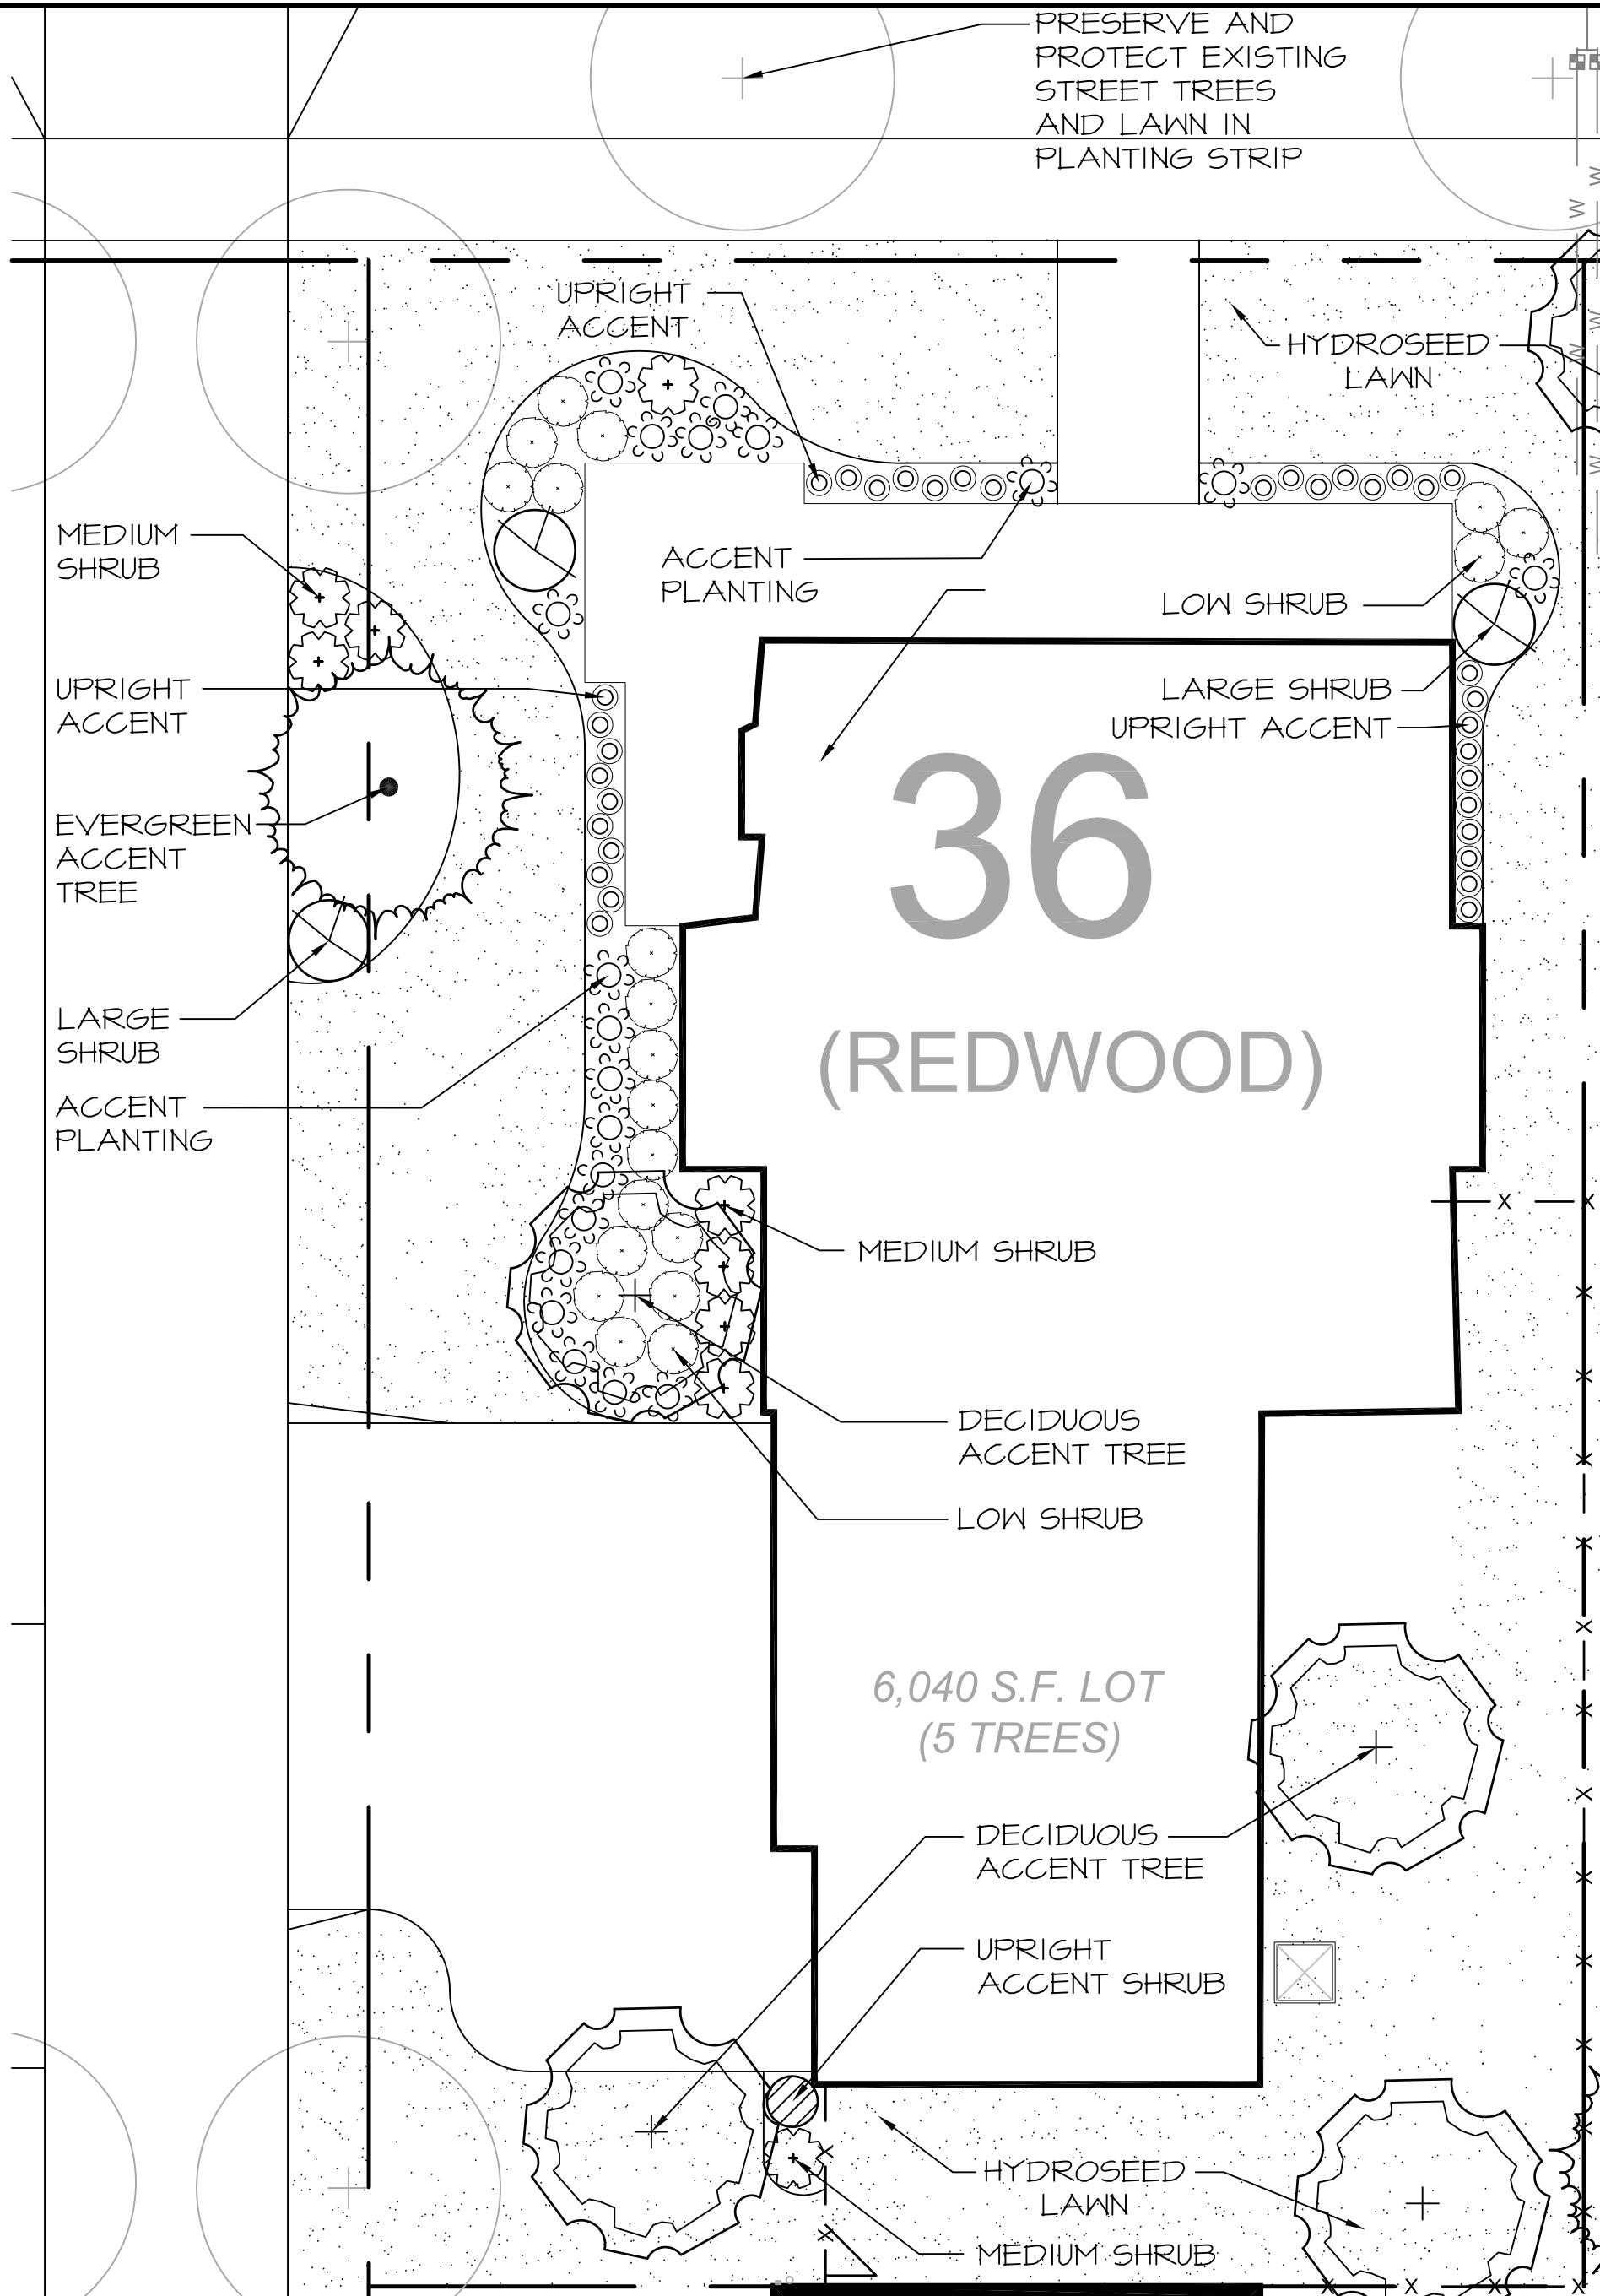 PRESERVE AND
PROTECT EXISTING
STREET TREES
AND LAWN IN
PLANTING STRIP
W
W
UPRIGHT
ACCENT
HYDROSEED
LAWN
W
W
W
MEDIUM
SHRUB
ACCENT
PLANTING
LOW SHRUB
UPRIGHT
ACCENT
LARGE SHRUB
UPRIGHT ACCENT
36
EVERGREEN
ACCENT
TREE
(REDWOOD)
LARGE
SHRUB
ACCENT
PLANTING
X
X
MEDIUM SHRUB
X
X
DECIDUOUS
ACCENT TREE
X
LOW SHRUB
X
X
6,040 S.F. LOT
(5 TREES)
X
X
DECIDUOUS
ACCENT TREE
X
UPRIGHT
ACCENT SHRUB
X
X
X
X
HYDROSEED
LAWN
X
X
MEDIUM SHRUB
X
X
X
X